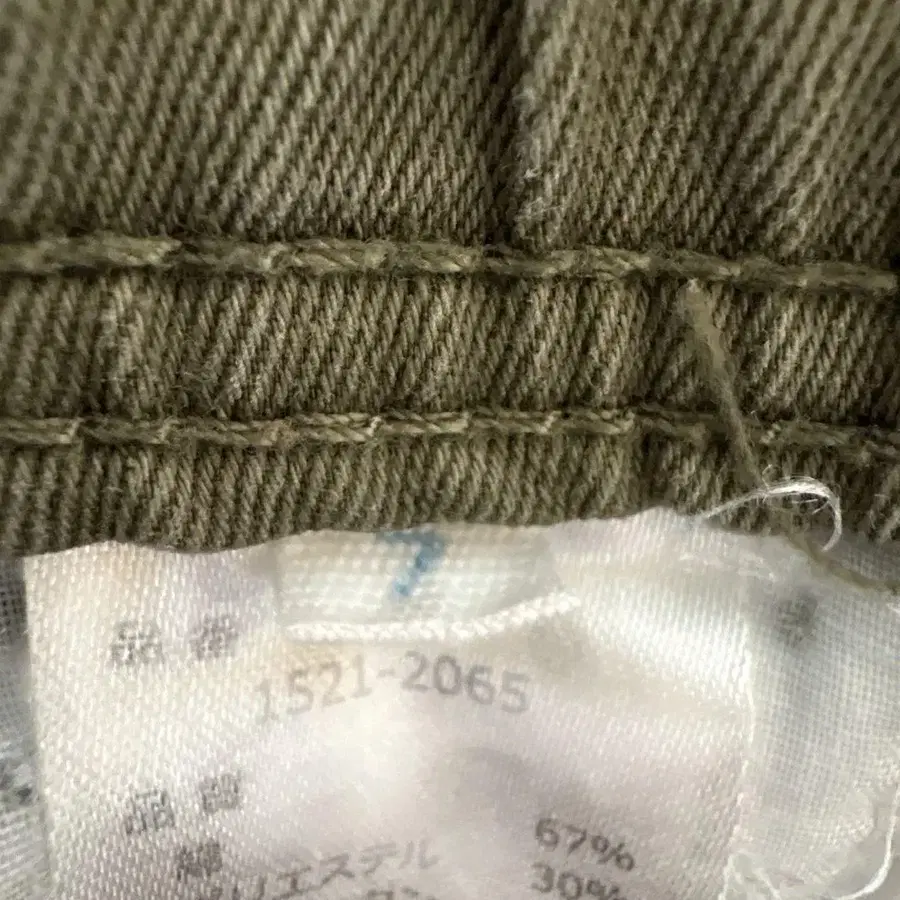 7
品番
1521-2065
品質
綿 67%
ポリエステル 30%